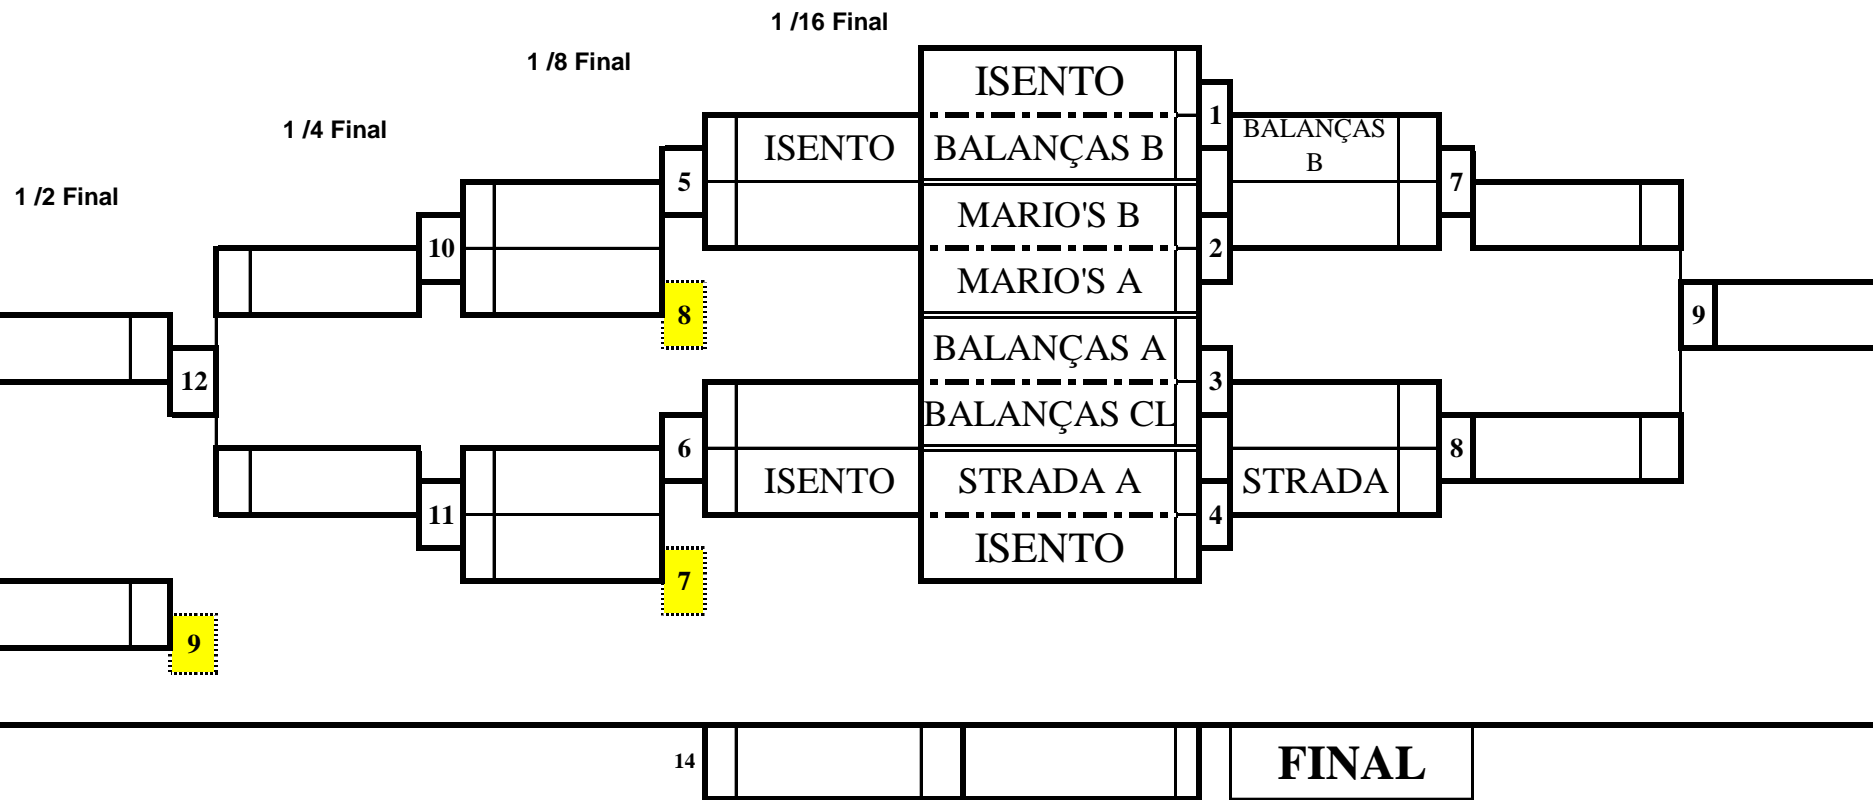 1 /16 Final
1 /8 Final
1 /4 Final
1 /2 Final
ISENTO
1
ISENTO
BALANÇAS B
BALANÇAS
B
5
7
MARIO'S B
10
2
MARIO'S A
8
9
BALANÇAS A
12
3
BALANÇAS CL
6
8
ISENTO
STRADA A
STRADA
11
4
ISENTO
7
9
14
FINAL